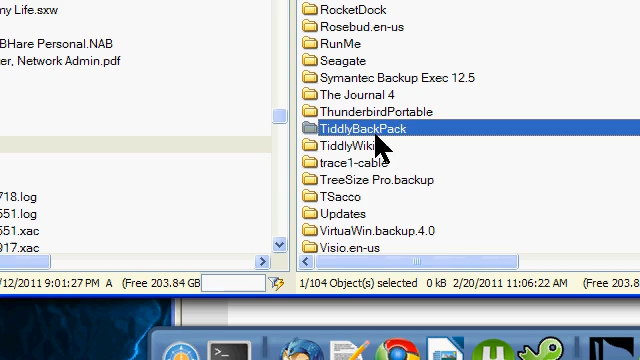 my Life.sxw
BHare Personal.NAB
er, Network Admin.pdf
718.log
551.log
551.xac
917.xac
/12/2011 9:01:27 PM A (Free 203.84 GB
RocketDock
Rosebud.en-us
RunMe
Seagate
Symantec Backup Exec 12.5
The Journal 4
ThunderbirdPortable
TiddlyBackPack
TiddlyWiki
trace1-cable
TreeSize Pro.backup
TSacco
Updates
VirtuaWin.backup.4.0
Visio.en-us
1/104 Object(s) selected 0 kB 2/20/2011 11:06:22 AM (Free 203.8